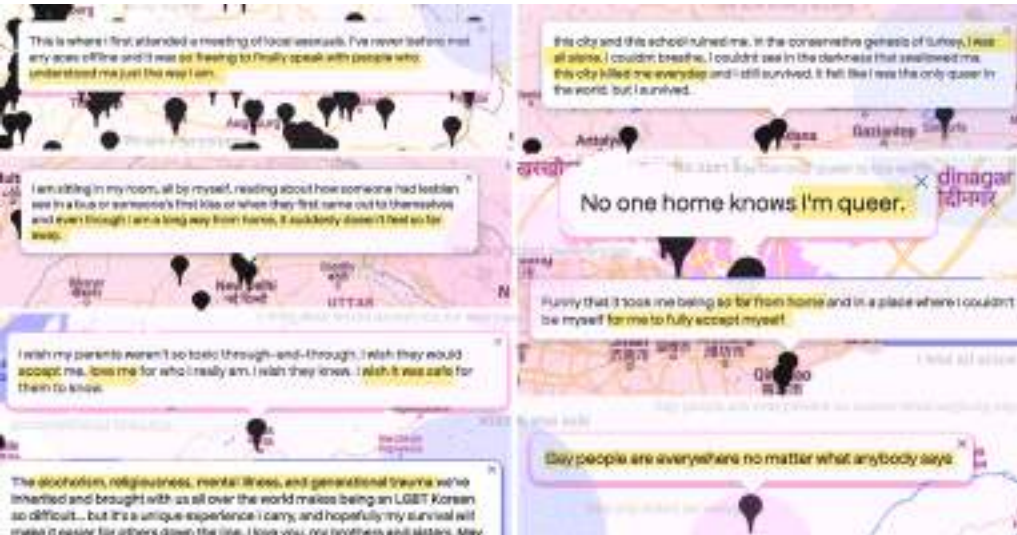 This is where i first attended a meeting of local asexuals. I've never before met
any aces offline and it was so freeing to finally speak with people who
understood me just the way I am.
I am sitting in my room, all by myself, reading about how someone had lesbian
sex in a bus or someone's first kiss or when they first came out to themselves
and even though I am a long way from home, it suddenly doesn't feel so far
away.
New Delhi
नई दिल्ली
UTTAR
I wish my parents weren't so toxic through-and-through. I wish they would
accept me, love me for who I really am. I wish they knew. I wish it was safe for
them to know.
The alcoholism, religiousness, mental illness, and generational trauma we've
inherited and brought with us all over the world makes being an LGBT Korean
so difficult... but it's a unique experience i carry, and hopefully my survival will
make it easier for others down the line. I love you, my brothers and sisters. May
this city and this school ruined me. in the conservative genesis of turkey, i was
all alone. i couldnt breathe. i couldnt see in the darkness that swallowed me.
this city killed me everyday and i still survived. it felt like i was the only queer in
the world. but i survived.
Antalya
Gaziantep
No one home knows I'm queer.
dinagar
Funny that it took me being so far from home and in a place where I couldn't
be myself for me to fully accept myself
Gay people are everywhere no matter what anybody says